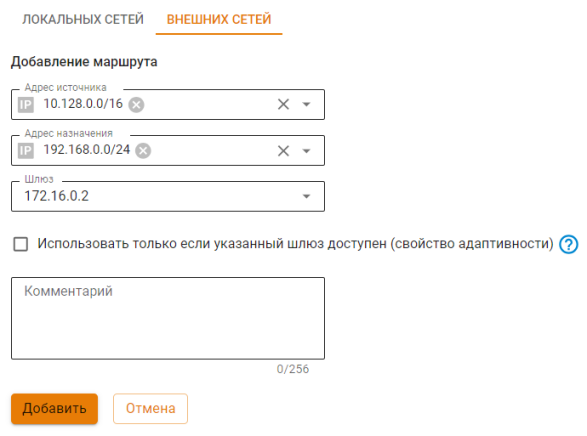 ЛОКАЛЬНЫХ СЕТЕЙ ВНЕШНИХ СЕТЕЙ
Добавление маршрута
Адрес источника
IP 10.128.0.0/16
Адрес назначения
IP 192.168.0.0/24
Шлюз
172.16.0.2
Использовать только если указанный шлюз доступен (свойство адаптивности) ?
Комментарий
0/256
Добавить Отмена